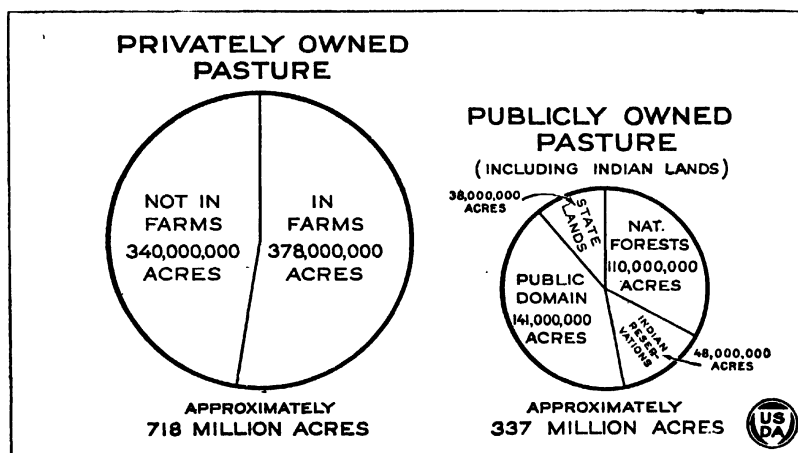 PRIVATELY OWNED
PASTURE
NOT IN
FARMS
340,000,000
ACRES
IN
FARMS
378,000,000
ACRES
APPROXIMATELY
718 MILLION ACRES
PUBLICLY OWNED
PASTURE
(INCLUDING INDIAN LANDS)
38,000,000
ACRES
STATE
LANDS
NAT.
FORESTS
110,000,000
ACRES
PUBLIC
DOMAIN
141,000,000
ACRES
INDIAN
RESER-
VATIONS
48,000,000
ACRES
APPROXIMATELY
337 MILLION ACRES
US
DA